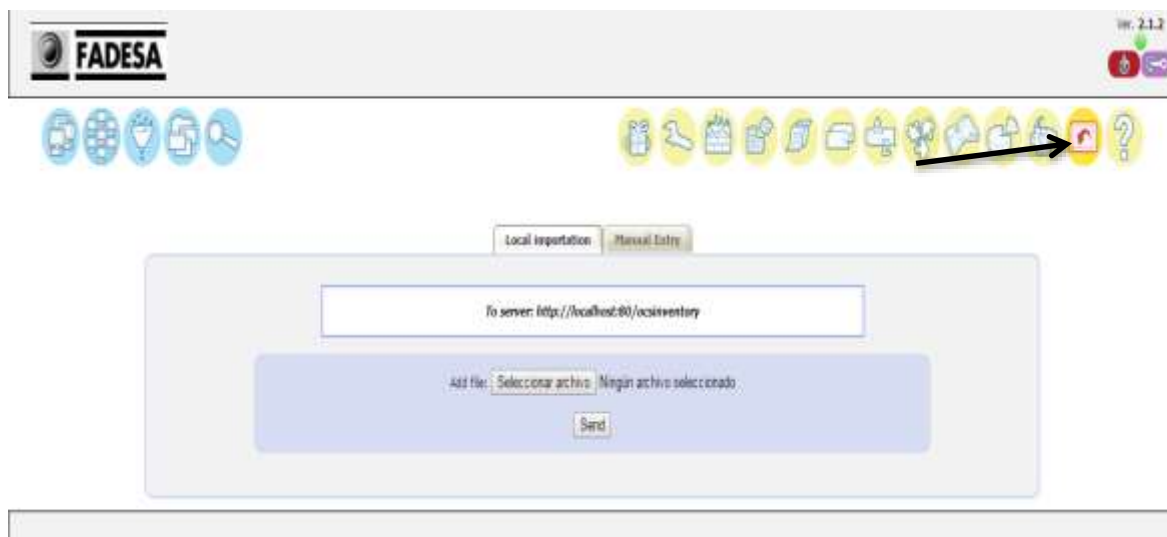 FADESA
Ver. 2.1.2
Local importation
Manual Entry
To server: http://localhost:80/ocsinventory
Add file: Seleccionar archivo Ningún archivo seleccionado
Send